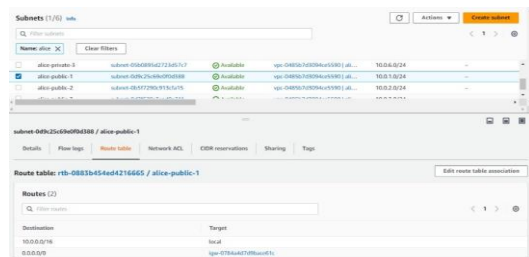 Subnets (1/6) Info
Actions
Create subnet
Filter subnets
1
Name: alice X
Clear filters
alice-private-3 Available 10.0.6.0/24 –
alice-public-1 subnet-0d9c25c69e0f0d388 Available 10.0.1.0/24 –
alice-public-2 Available 10.0.2.0/24 –
subnet-0d9c25c69e0f0d388 / alice-public-1
Details Flow logs Route table Network ACL CIDR reservations Sharing Tags
Route table: rtb-0883b454ed4216665 / alice-public-1
Edit route table association
Routes (2)
Filter routes
1
Destination Target
10.0.0.0/16 local
0.0.0.0/0